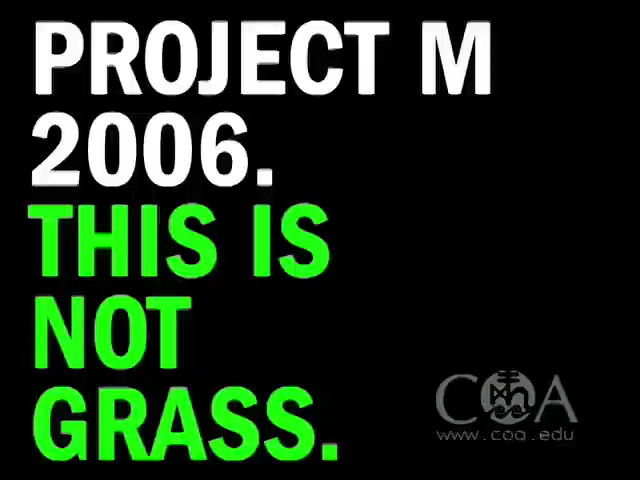 PROJECT M
2006.
THIS IS
NOT
GRASS.
COA
www.coa.edu